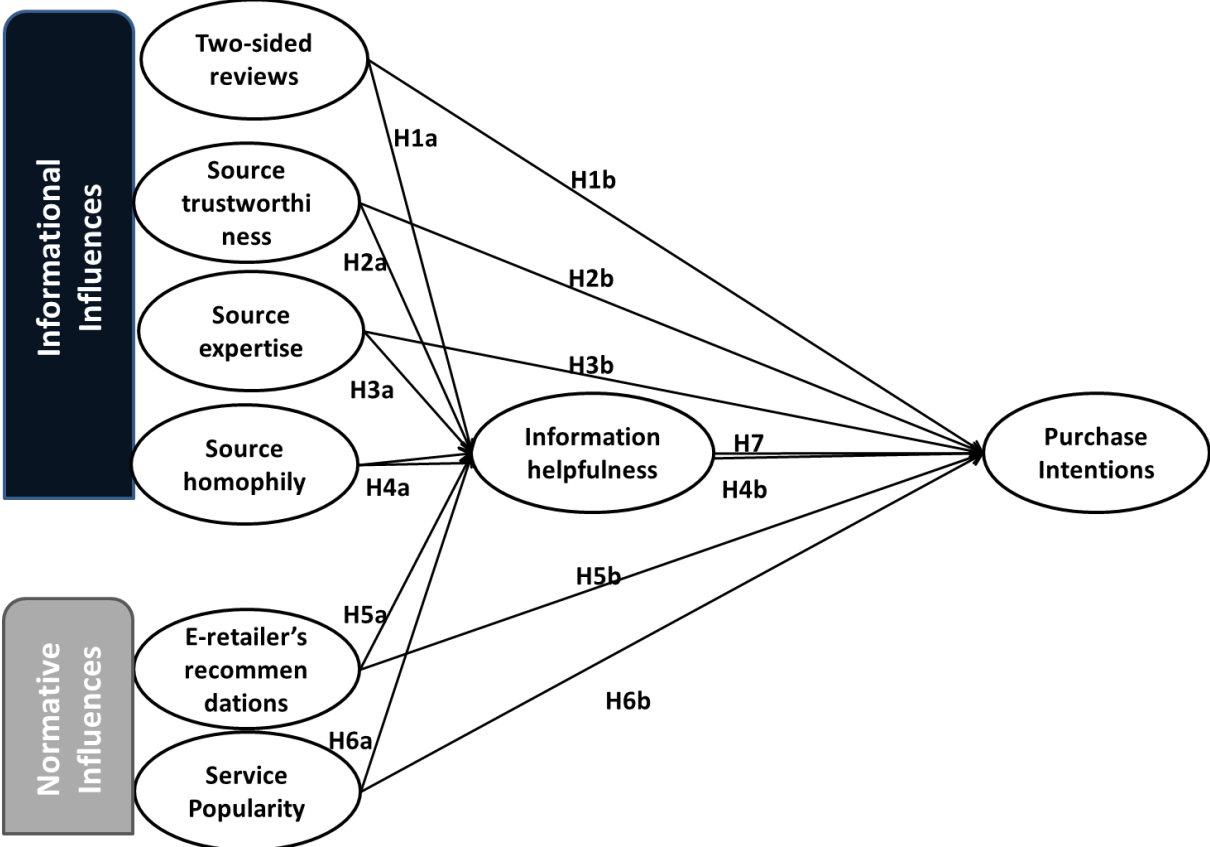 Informational
Influences
Two-sided
reviews
H1a
H1b
Source
trustworthi
ness
H2a
H2b
Source
expertise
H3a
H3b
Source
homophily
H4a
Information
helpfulness
H7
H4b
Purchase
Intentions
Normative
Influences
E-retailer’s
recommen
dations
H5a
H5b
Service
Popularity
H6a
H6b